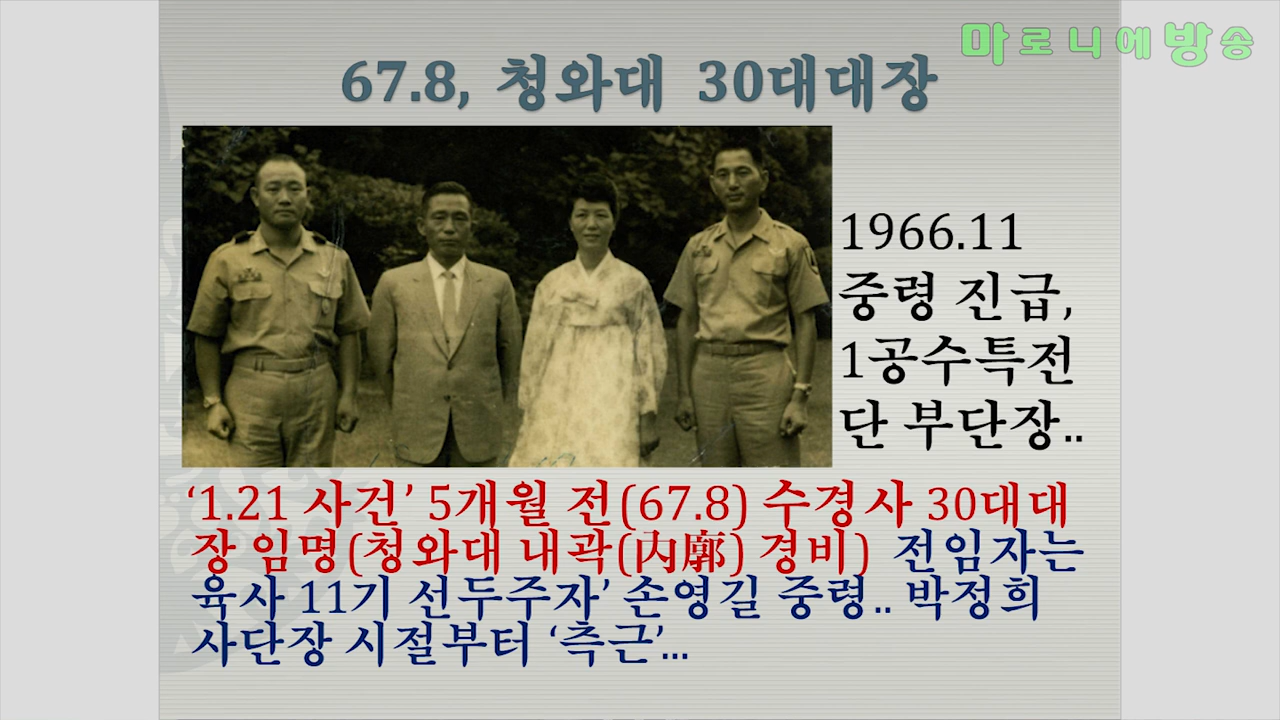 마로니에방송
67.8, 청와대 30대대장
1966.11
중령 진급,
1공수특전
단 부단장..
‘1.21 사건’ 5개월 전(67.8) 수경사 30대대
장 임명(청와대 내곽(內廓) 경비) 전임자는
육사 11기 선두주자’ 손영길 중령.. 박정희
사단장 시절부터 ‘측근’...